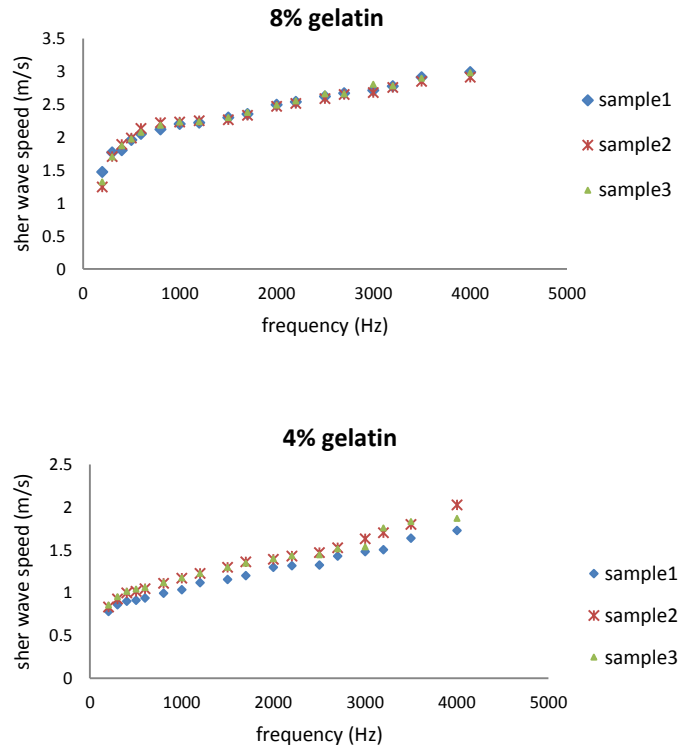 8% gelatin
sher wave speed (m/s)
3.5
3
2.5
2
1.5
1
0.5
0
0 1000 2000 3000 4000 5000
frequency (Hz)
sample1
sample2
sample3
4% gelatin
sher wave speed (m/s)
2.5
2
1.5
1
0.5
0
0 1000 2000 3000 4000 5000
frequency (Hz)
sample1
sample2
sample3